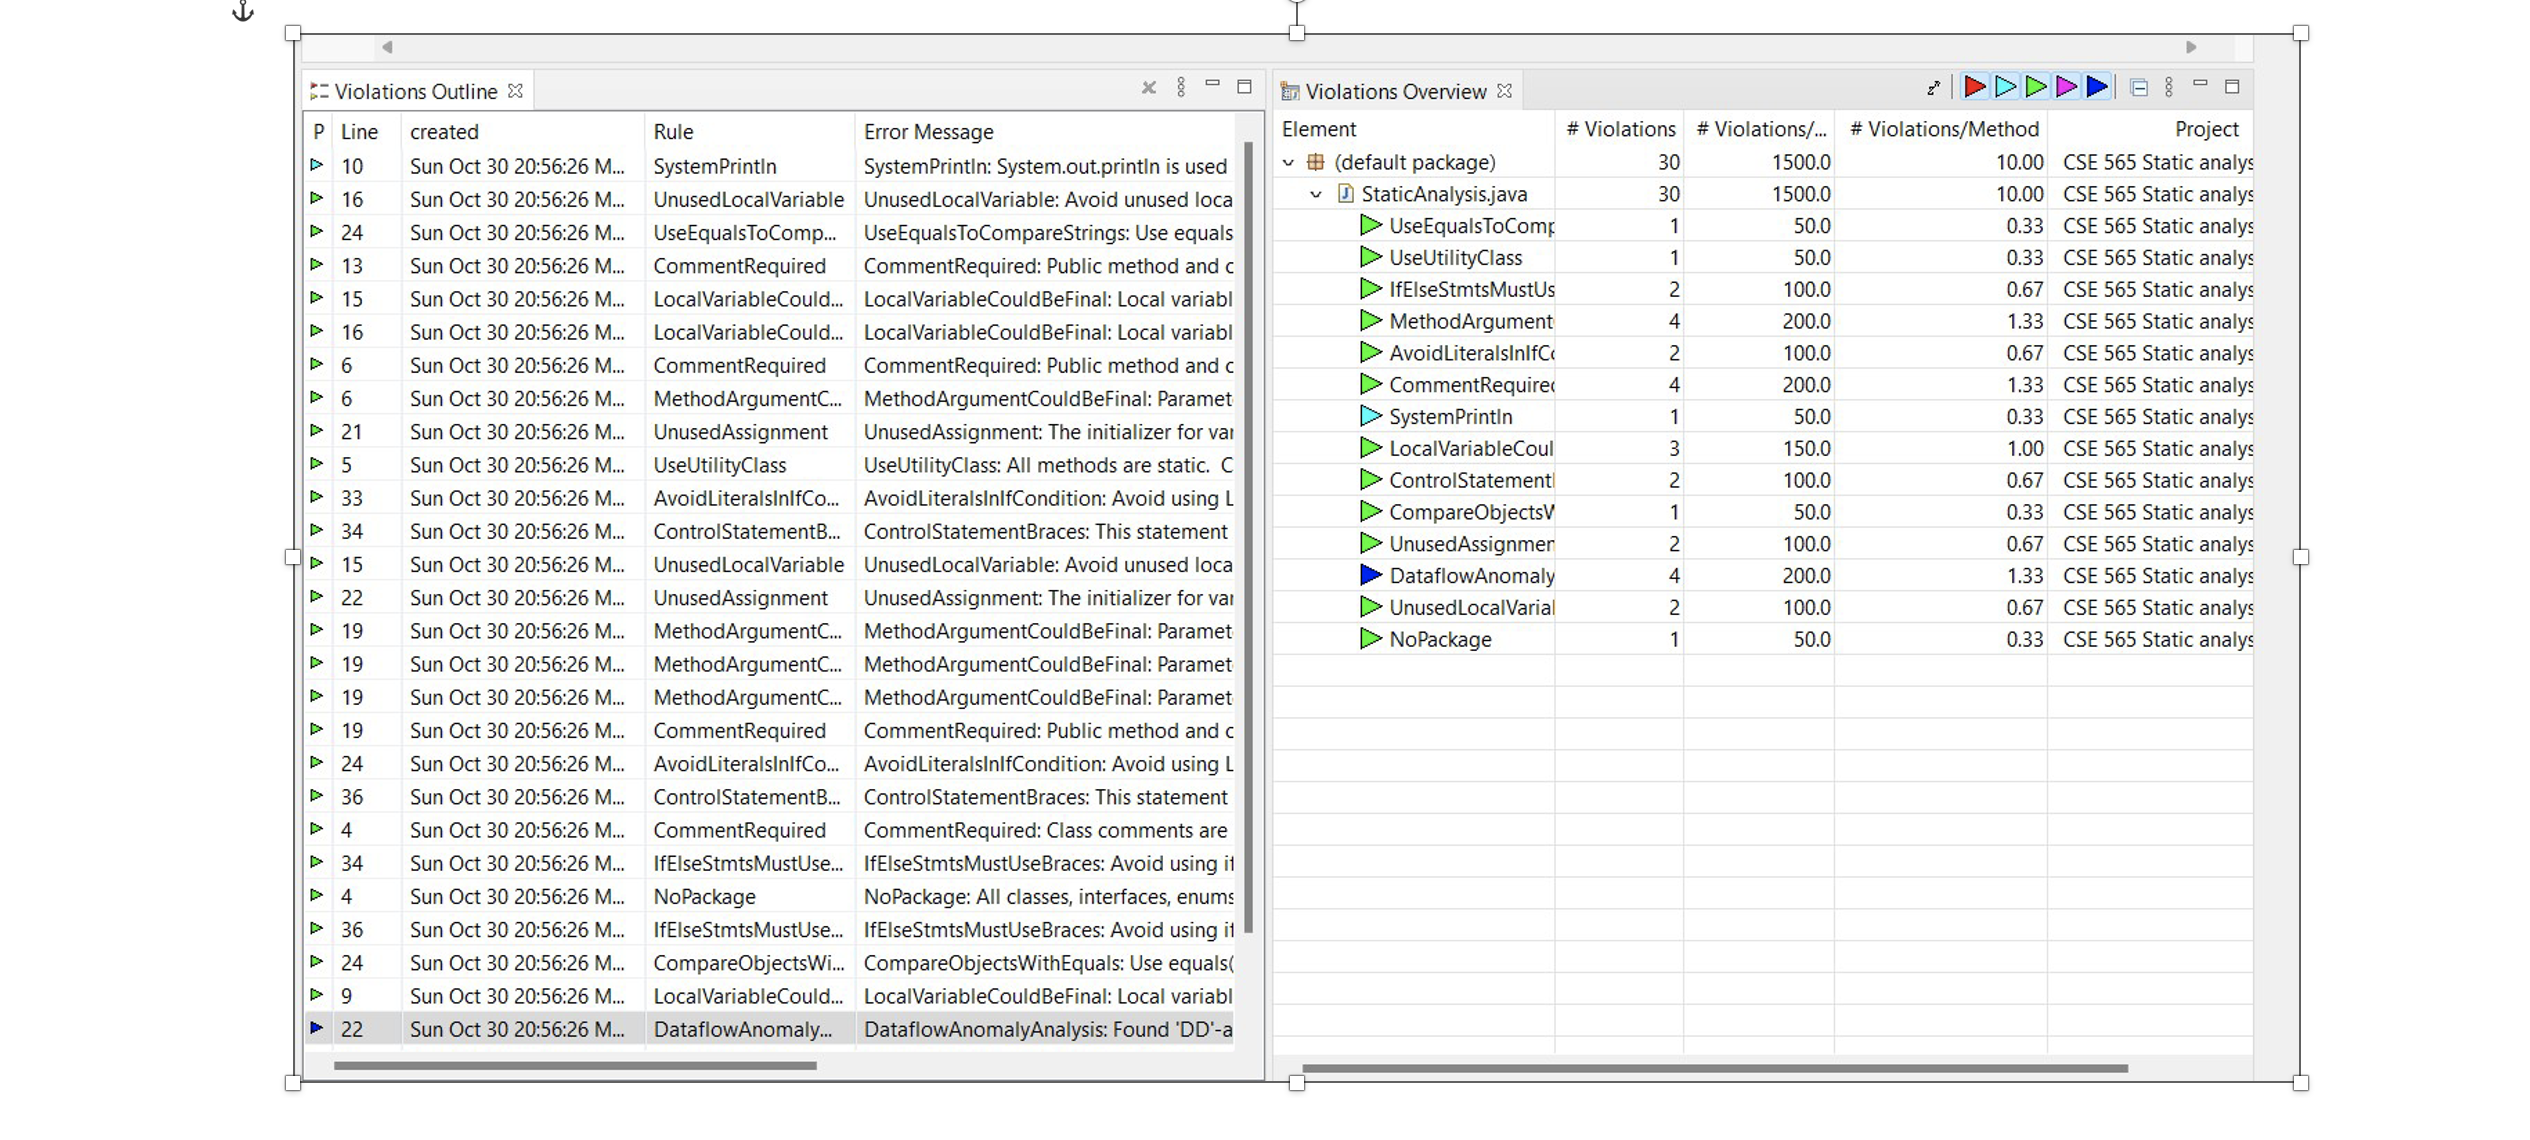 Violations Outline
P Line created Rule Error Message
10 Sun Oct 30 20:56:26 M... SystemPrintln SystemPrintln: System.out.println is used
16 Sun Oct 30 20:56:26 M... UnusedLocalVariable UnusedLocalVariable: Avoid unused loca
24 Sun Oct 30 20:56:26 M... UseEqualsToComp... UseEqualsToCompareStrings: Use equals
13 Sun Oct 30 20:56:26 M... CommentRequired CommentRequired: Public method and c
15 Sun Oct 30 20:56:26 M... LocalVariableCould... LocalVariableCouldBeFinal: Local variabl
16 Sun Oct 30 20:56:26 M... LocalVariableCould... LocalVariableCouldBeFinal: Local variabl
6 Sun Oct 30 20:56:26 M... CommentRequired CommentRequired: Public method and c
6 Sun Oct 30 20:56:26 M... MethodArgumentC... MethodArgumentCouldBeFinal: Paramet
21 Sun Oct 30 20:56:26 M... UnusedAssignment UnusedAssignment: The initializer for var
5 Sun Oct 30 20:56:26 M... UseUtilityClass UseUtilityClass: All methods are static. C
33 Sun Oct 30 20:56:26 M... AvoidLiteralsInIfCo... AvoidLiteralsInIfCondition: Avoid using L
34 Sun Oct 30 20:56:26 M... ControlStatementB... ControlStatementBraces: This statement
15 Sun Oct 30 20:56:26 M... UnusedLocalVariable UnusedLocalVariable: Avoid unused loca
22 Sun Oct 30 20:56:26 M... UnusedAssignment UnusedAssignment: The initializer for var
19 Sun Oct 30 20:56:26 M... MethodArgumentC... MethodArgumentCouldBeFinal: Paramet
19 Sun Oct 30 20:56:26 M... MethodArgumentC... MethodArgumentCouldBeFinal: Paramet
19 Sun Oct 30 20:56:26 M... MethodArgumentC... MethodArgumentCouldBeFinal: Paramet
19 Sun Oct 30 20:56:26 M... CommentRequired CommentRequired: Public method and c
24 Sun Oct 30 20:56:26 M... AvoidLiteralsInIfCo... AvoidLiteralsInIfCondition: Avoid using L
36 Sun Oct 30 20:56:26 M... ControlStatementB... ControlStatementBraces: This statement
4 Sun Oct 30 20:56:26 M... CommentRequired CommentRequired: Class comments are
34 Sun Oct 30 20:56:26 M... IfElseStmtsMustUse... IfElseStmtsMustUseBraces: Avoid using if
4 Sun Oct 30 20:56:26 M... NoPackage NoPackage: All classes, interfaces, enums
36 Sun Oct 30 20:56:26 M... IfElseStmtsMustUse... IfElseStmtsMustUseBraces: Avoid using if
24 Sun Oct 30 20:56:26 M... CompareObjectsWi... CompareObjectsWithEquals: Use equals(
9 Sun Oct 30 20:56:26 M... LocalVariableCould... LocalVariableCouldBeFinal: Local variabl
22 Sun Oct 30 20:56:26 M... DataflowAnomaly... DataflowAnomalyAnalysis: Found 'DD'-a
Violations Overview
Element # Violations # Violations/... # Violations/Method Project
(default package) 30 1500.0 10.00 CSE 565 Static analys
StaticAnalysis.java 30 1500.0 10.00 CSE 565 Static analys
UseEqualsToComp 1 50.0 0.33 CSE 565 Static analys
UseUtilityClass 1 50.0 0.33 CSE 565 Static analys
IfElseStmtsMustUs 2 100.0 0.67 CSE 565 Static analys
MethodArgument 4 200.0 1.33 CSE 565 Static analys
AvoidLiteralsInIfCo 2 100.0 0.67 CSE 565 Static analys
CommentRequired 4 200.0 1.33 CSE 565 Static analys
SystemPrintln 1 50.0 0.33 CSE 565 Static analys
LocalVariableCoul 3 150.0 1.00 CSE 565 Static analys
ControlStatementB 2 100.0 0.67 CSE 565 Static analys
CompareObjectsW 1 50.0 0.33 CSE 565 Static analys
UnusedAssignmen 2 100.0 0.67 CSE 565 Static analys
DataflowAnomaly 4 200.0 1.33 CSE 565 Static analys
UnusedLocalVarial 2 100.0 0.67 CSE 565 Static analys
NoPackage 1 50.0 0.33 CSE 565 Static analys